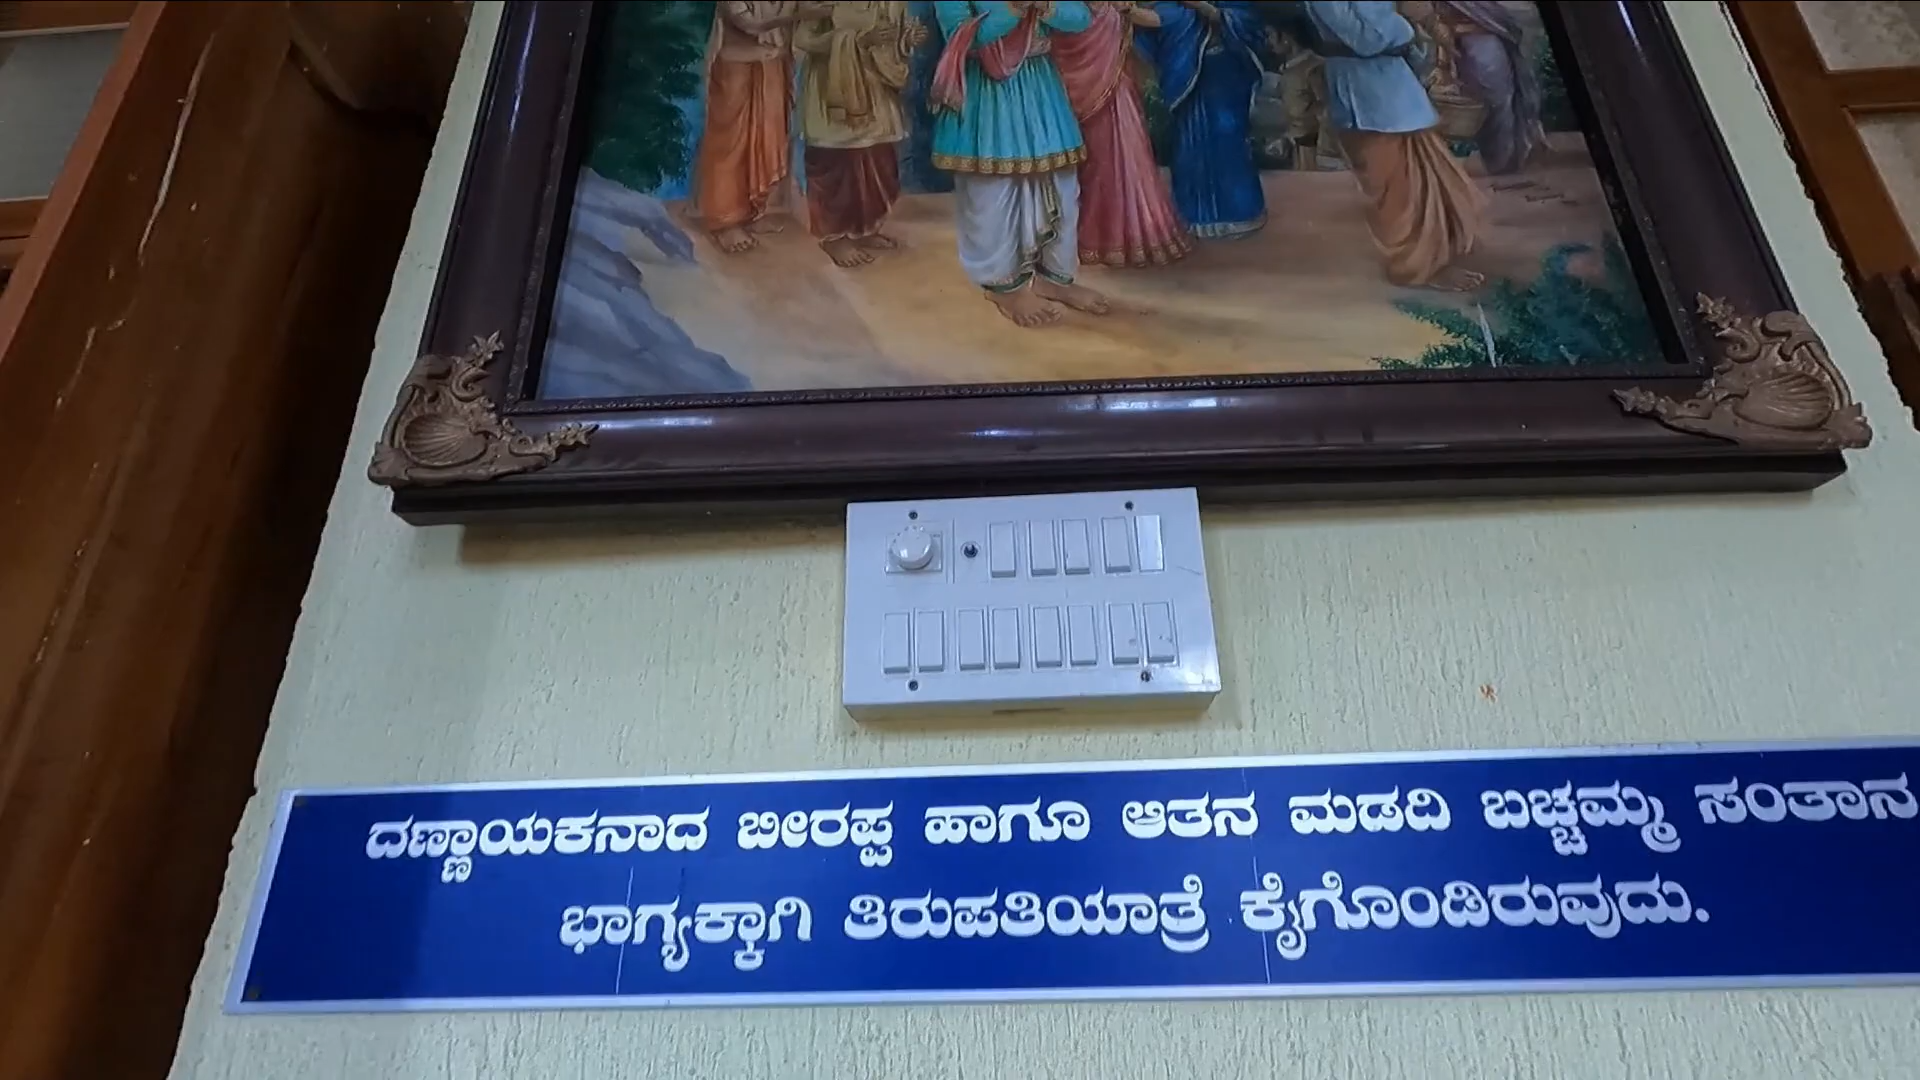 ದಣ್ಣಾಯಕನಾದ ಬೀರಪ್ಪ ಹಾಗೂ ಆತನ ಮಡದಿ ಬಚ್ಚಮ್ಮ ಸಂತಾನ
ಭಾಗ್ಯಕ್ಕಾಗಿ ತಿರುಪತಿಯಾತ್ರೆ ಕೈಗೊಂಡಿರುವುದು.